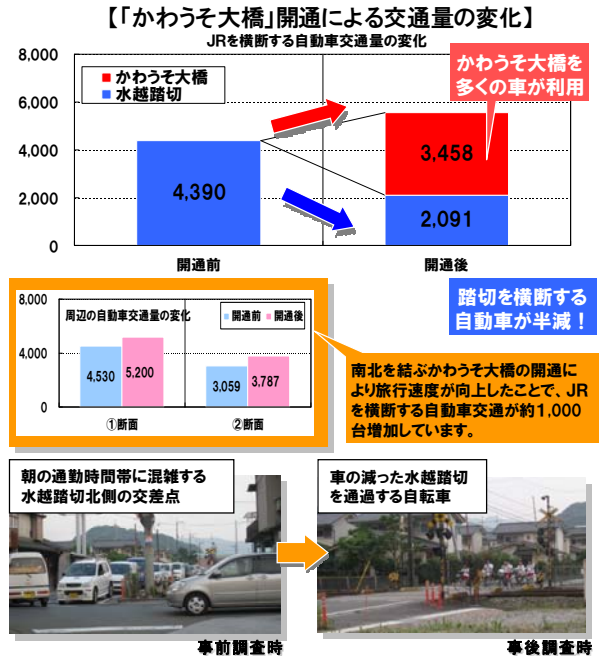 【「かわうそ大橋」開通による交通量の変化】
JRを横断する自動車交通量の変化
8,000
6,000
4,000
2,000
0
かわうそ大橋
水越踏切
かわうそ大橋を
多くの車が利用
4,390
3,458
2,091
開通前
開通後
踏切を横断する
自動車が半減！
8,000
4,000
0
周辺の自動車交通量の変化
開通前
開通後
4,530
5,200
3,059
3,787
①断面
②断面
南北を結ぶかわうそ大橋の開通に
より旅行速度が向上したことで、JR
を横断する自動車交通が約1,000
台増加しています。
朝の通勤時間帯に混雑する
水越踏切北側の交差点
車の減った水越踏切
を通過する自転車
事前調査時
事後調査時